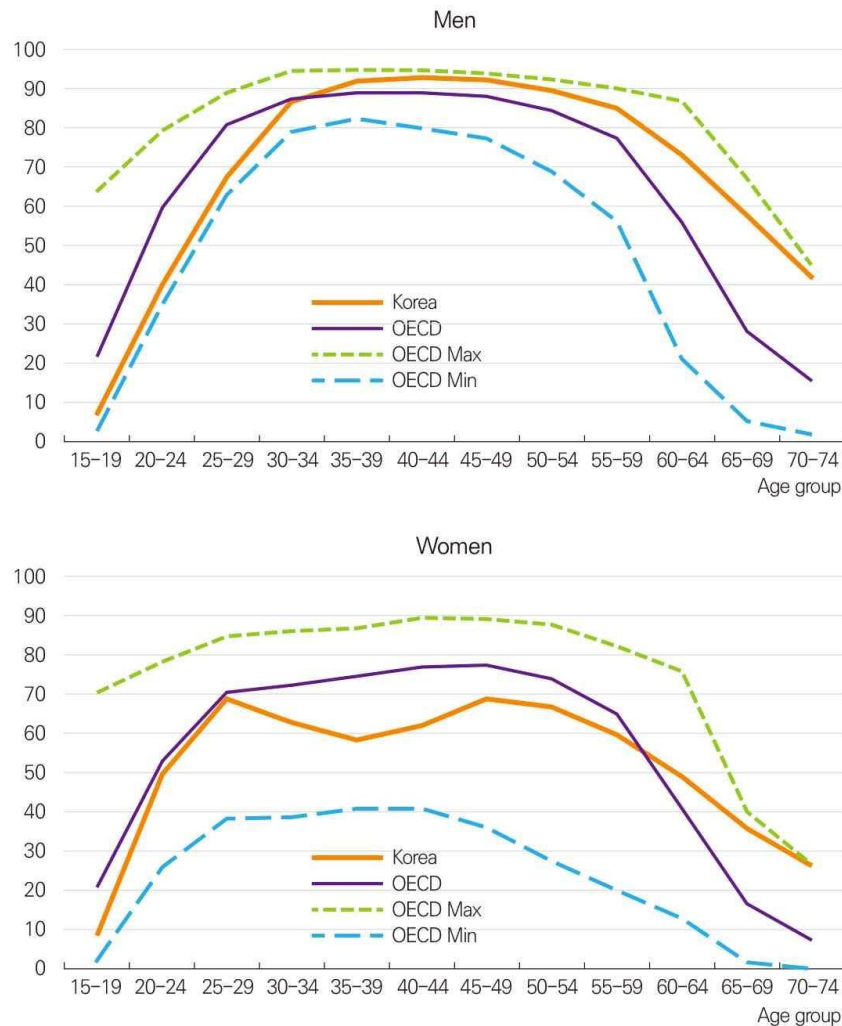 Men
100
90
80
70
60
50
40
30
20
10
0
Korea
OECD
OECD Max
OECD Min
15–19 20–24 25–29 30–34 35–39 40–44 45–49 50–54 55–59 60–64 65–69 70–74
Age group
Women
100
90
80
70
60
50
40
30
20
10
0
Korea
OECD
OECD Max
OECD Min
15–19 20–24 25–29 30–34 35–39 40–44 45–49 50–54 55–59 60–64 65–69 70–74
Age group